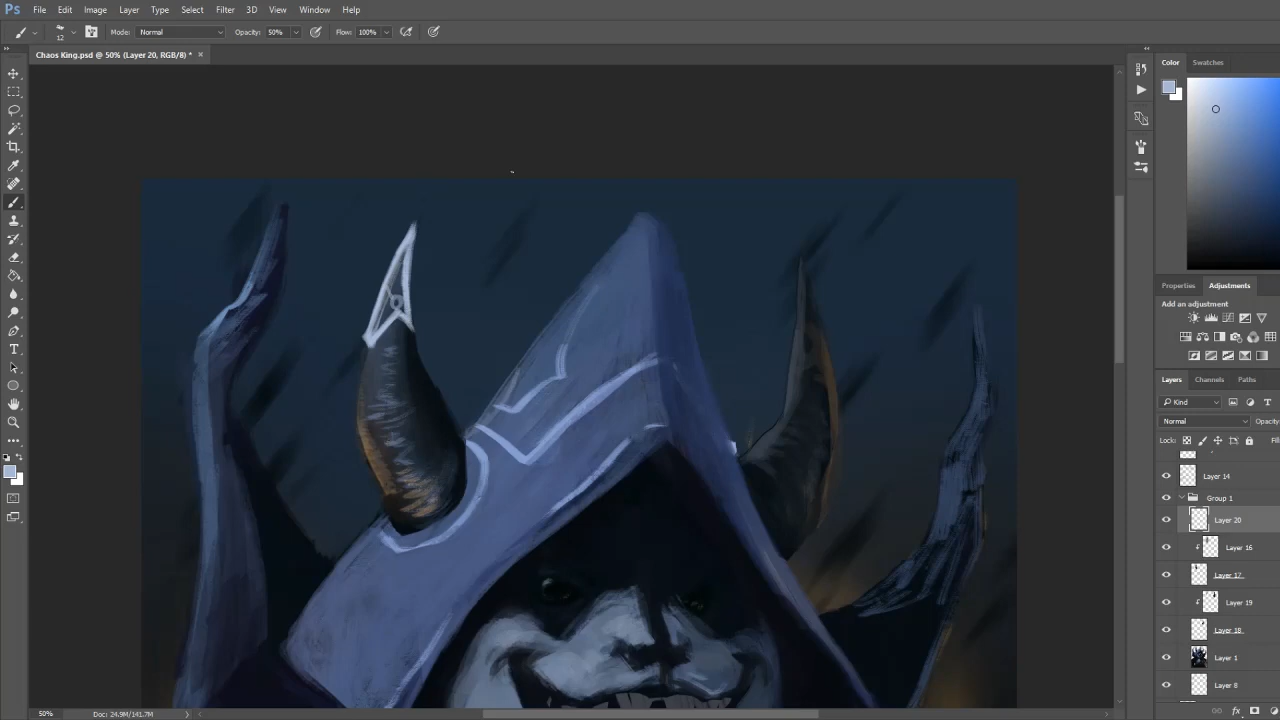 Ps File Edit Image Layer Type Select Filter 3D View Window Help
12 Mode: Normal Opacity: 50% Flow: 100%
Chaos King.psd @ 50% (Layer 20, RGB/8) * ×
Color Swatches
Properties Adjustments
Add an adjustment
Layers Channels Paths
Kind
Normal Opacity
Lock:
Layer 14
Group 1
Layer 20
Layer 16
Layer 17
Layer 19
Layer 18
Layer 1
Layer 8
fx
50% Doc: 24.9M/141.7M